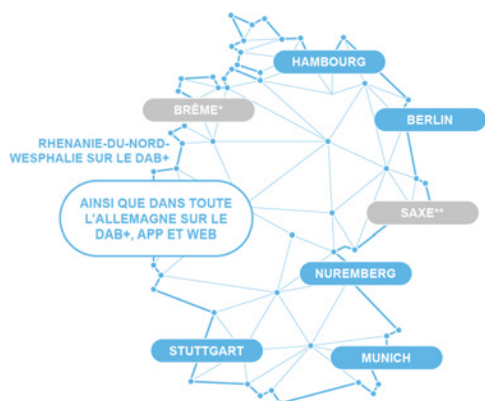 HAMBOURG
BRÊME*
BERLIN
RHENANIE-DU-NORD-
WESPHALIE SUR LE DAB+
AINSI QUE DANS TOUTE
L'ALLEMAGNE SUR LE
DAB+, APP ET WEB
SAXE**
NUREMBERG
STUTTGART
MUNICH